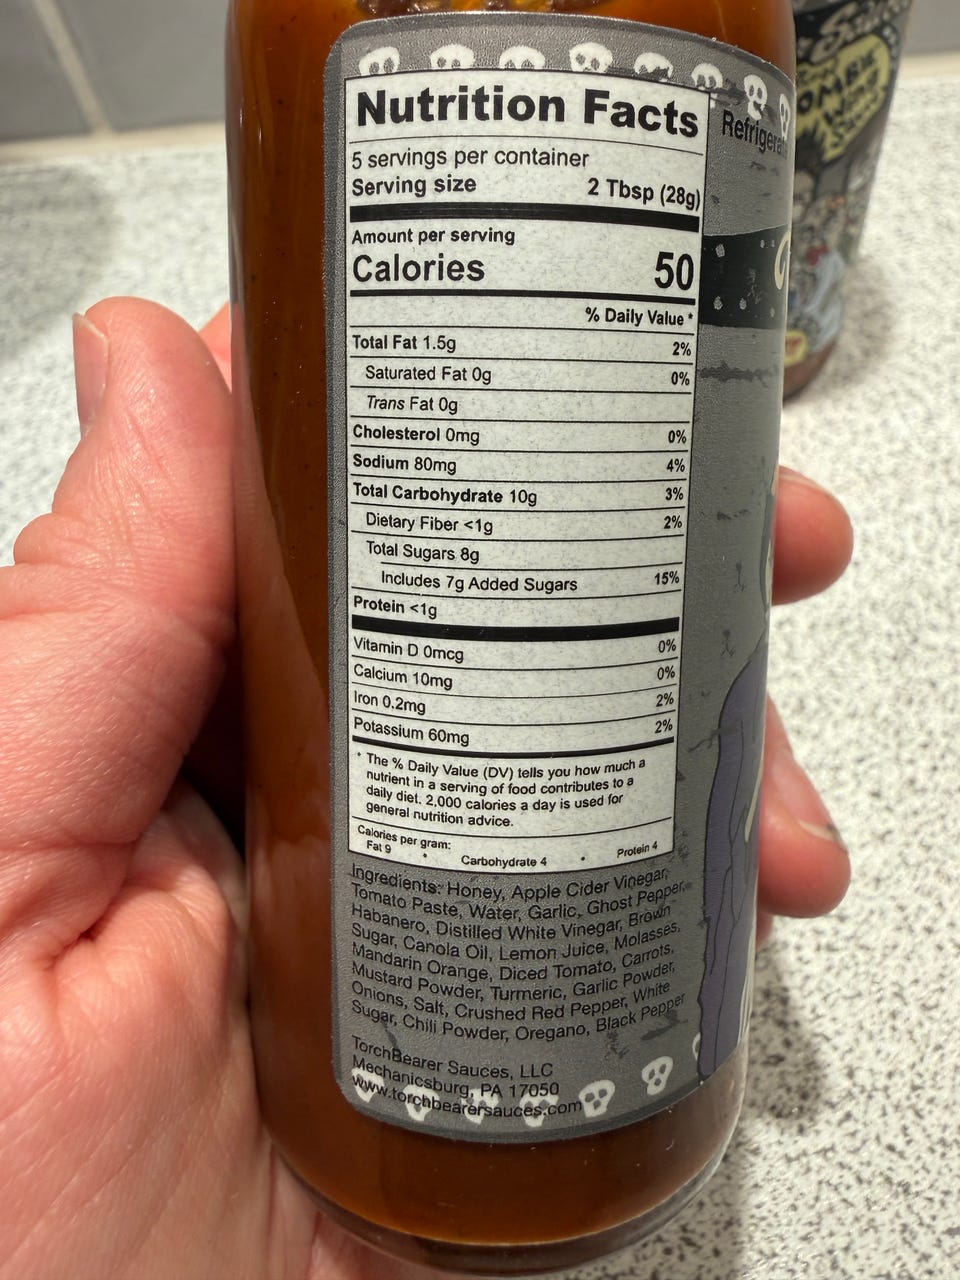 Nutrition Facts
5 servings per container
Serving size 2 Tbsp (28g)
Amount per serving
Calories 50
% Daily Value *
Total Fat 1.5g 2%
Saturated Fat 0g 0%
Trans Fat 0g
Cholesterol 0mg 0%
Sodium 80mg 4%
Total Carbohydrate 10g 3%
Dietary Fiber <1g 2%
Total Sugars 8g
Includes 7g Added Sugars 15%
Protein <1g
Vitamin D 0mcg 0%
Calcium 10mg 0%
Iron 0.2mg 2%
Potassium 60mg 2%
* The % Daily Value (DV) tells you how much a
nutrient in a serving of food contributes to a
daily diet. 2,000 calories a day is used for
general nutrition advice.
Calories per gram:
Fat 9 • Carbohydrate 4 • Protein 4
Ingredients: Honey, Apple Cider Vinegar,
Tomato Paste, Water, Garlic, Ghost Pepper,
Habanero, Distilled White Vinegar, Brown
Sugar, Canola Oil, Lemon Juice, Molasses,
Mandarin Orange, Diced Tomato, Carrots,
Mustard Powder, Turmeric, Garlic Powder,
Onions, Salt, Crushed Red Pepper, White
Sugar, Chili Powder, Oregano, Black Pepper
TorchBearer Sauces, LLC
Mechanicsburg, PA 17050
www.torchbearersauces.com
Refrigera